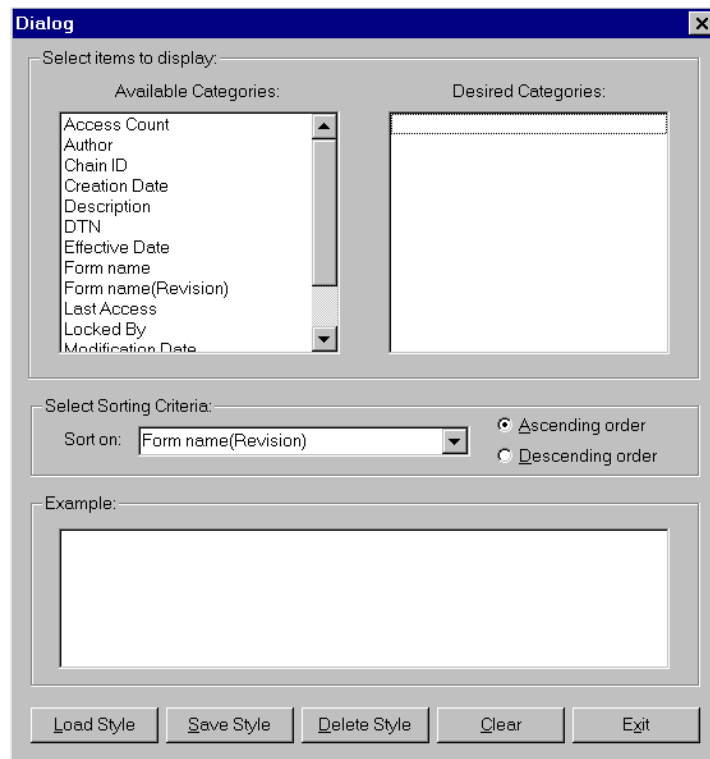 Dialog
Select items to display:
Available Categories:
Desired Categories:
Access Count
Author
Chain ID
Creation Date
Description
DTN
Effective Date
Form name
Form name(Revision)
Last Access
Locked By
Modification Date
Select Sorting Criteria:
Sort on:
Form name(Revision)
Ascending order
Descending order
Example:
Load Style
Save Style
Delete Style
Clear
Exit